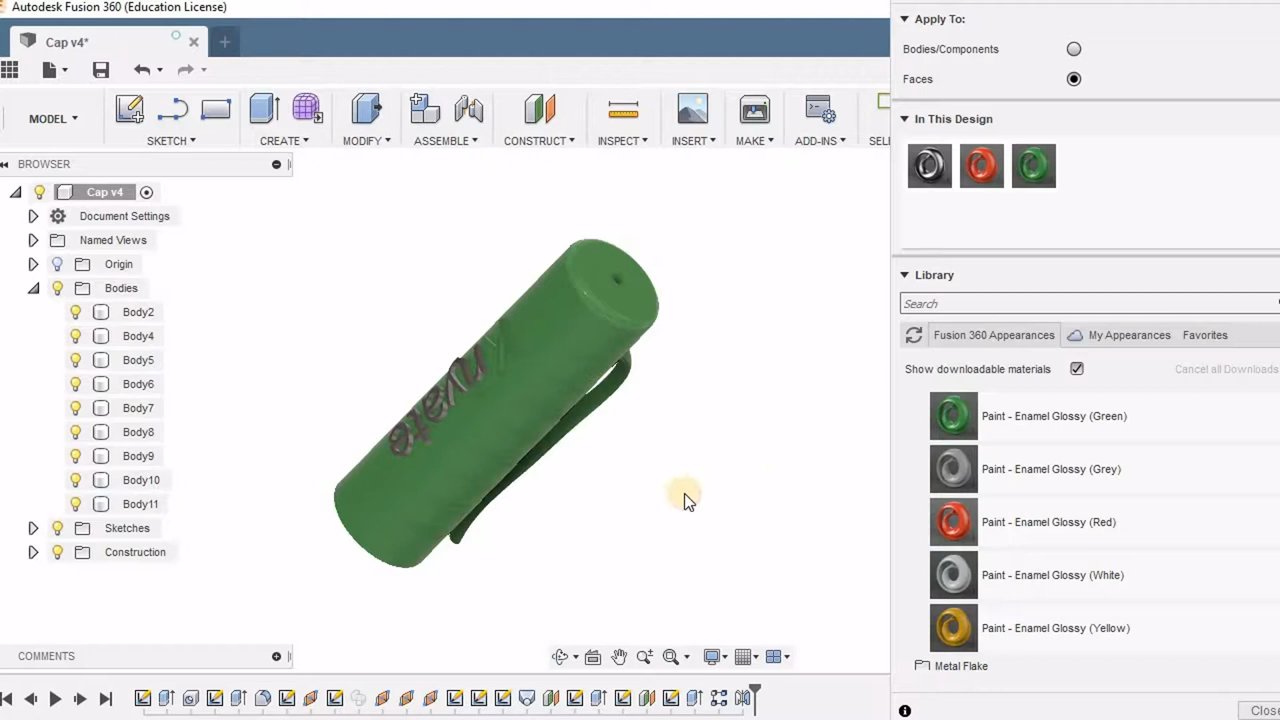 Autodesk Fusion 360 (Education License)
Cap v4*
MODEL
SKETCH
CREATE
MODIFY
ASSEMBLE
CONSTRUCT
INSPECT
INSERT
MAKE
ADD-INS
BROWSER
Cap v4
Document Settings
Named Views
Origin
Bodies
Body2
Body4
Body5
Body6
Body7
Body8
Body9
Body10
Body11
Sketches
Construction
COMMENTS
Apply To:
Bodies/Components
Faces
In This Design
Library
Search
Fusion 360 Appearances
My Appearances
Favorites
Show downloadable materials
Cancel all Downloads
Paint - Enamel Glossy (Green)
Paint - Enamel Glossy (Grey)
Paint - Enamel Glossy (Red)
Paint - Enamel Glossy (White)
Paint - Enamel Glossy (Yellow)
Metal Flake